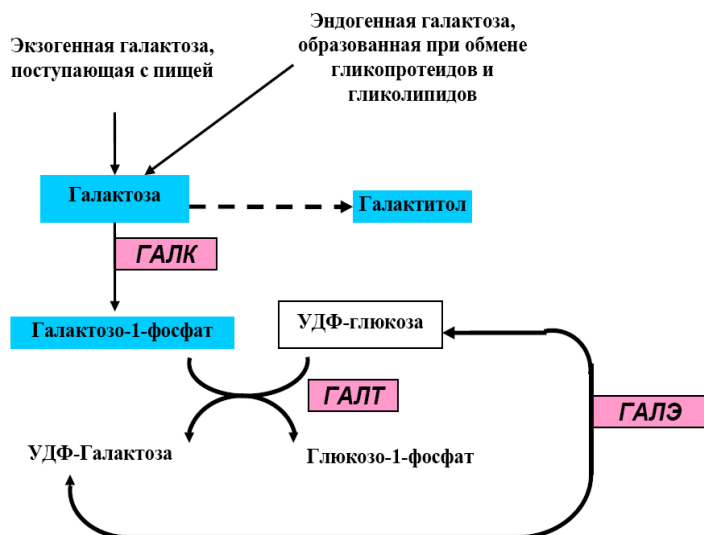 Экзогенная галактоза,
поступающая с пищей
Эндогенная галактоза,
образованная при обмене
гликопротеидов и
гликолипидов
Галактоза
Галактитол
ГАЛК
Галактозо-1-фосфат
УДФ-глюкоза
ГАЛТ
ГАЛЭ
УДФ-Галактоза
Глюкозо-1-фосфат